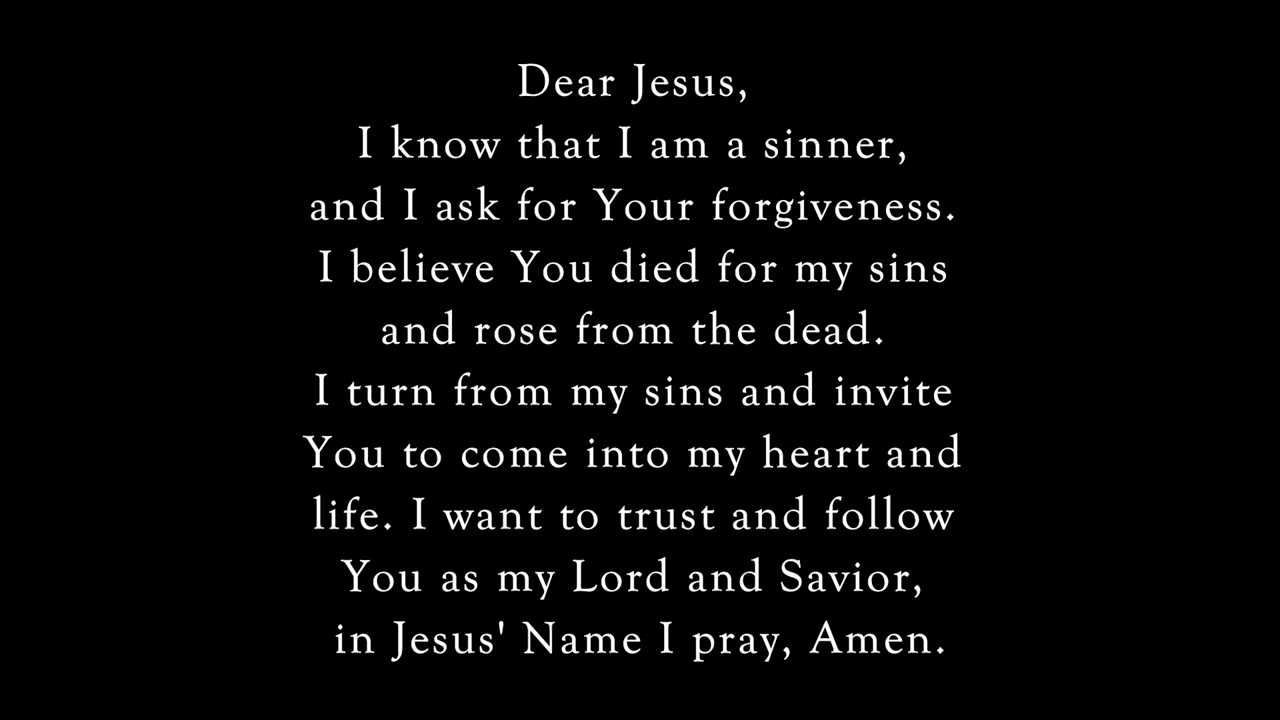 Dear Jesus,
I know that I am a sinner,
and I ask for Your forgiveness.
I believe You died for my sins
and rose from the dead.
I turn from my sins and invite
You to come into my heart and
life. I want to trust and follow
You as my Lord and Savior,
in Jesus' Name I pray, Amen.